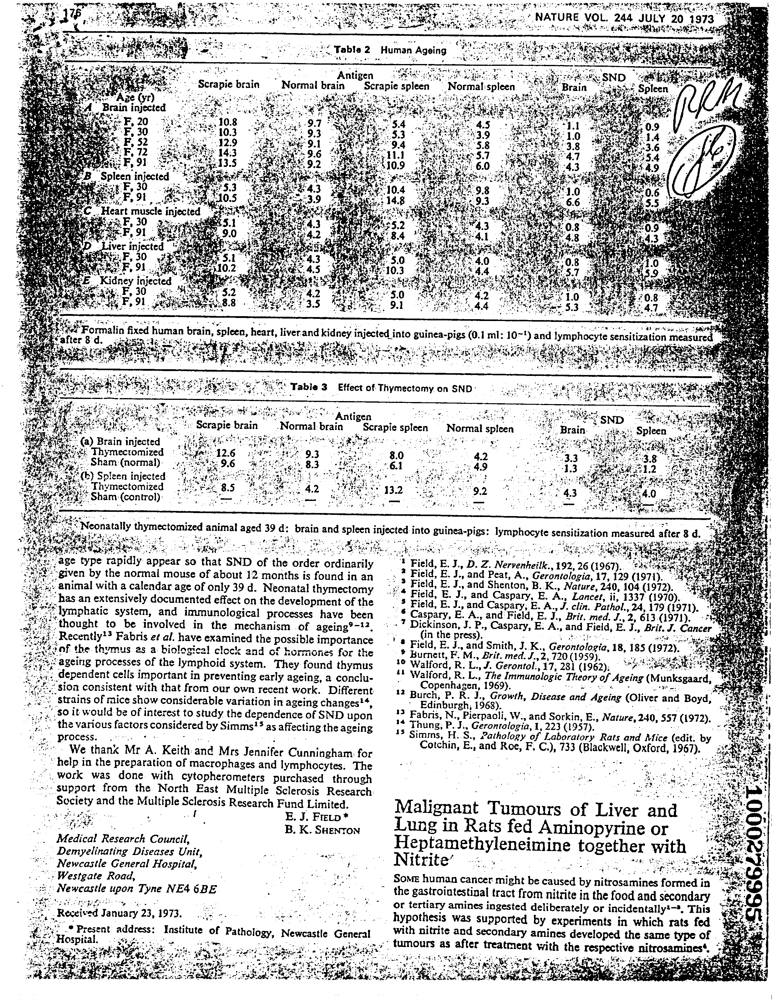 176
NATURE VOL. 244 JULY 20 1973
Table 2 Human Ageing
Antigen SND
Scrapie brain Normal brain Scrapie spleen Normal spleen Brain Spleen
Age (yr)
A Brain injected
F, 20 10.8 9.7 5.4 4.5 1.1 0.9
F, 30 10.3 9.3 5.3 3.9 1.0 1.4
F, 52 12.9 9.1 9.4 5.8 3.8 3.6
F, 72 14.3 9.6 11.1 5.7 4.7 5.4
F, 91 13.5 9.2 10.9 6.0 4.3 4.9
B Spleen injected
F, 30 5.3 4.3 10.4 9.8 1.0 0.6
F, 91 10.5 3.9 14.8 9.3 6.6 5.5
C Heart muscle injected
F, 30 5.1 4.3 5.2 4.3 0.8 0.9
F, 91 9.0 4.2 8.4 4.1 4.8 4.3
D Liver injected
F, 30 5.1 4.3 5.0 4.0 0.8 1.0
F, 91 10.2 4.5 10.3 4.4 5.7 5.9
E Kidney injected
F, 30 5.2 4.2 5.0 4.2 1.0 0.8
F, 91 8.8 3.5 9.1 4.4 5.3 4.7
RRM
Formalin fixed human brain, spleen, heart, liver and kidney injected into guinea-pigs (0.1 ml: 10⁻¹) and lymphocyte sensitization measured
after 8 d.
Table 3 Effect of Thymectomy on SND
Antigen SND
Scrapie brain Normal brain Scrapie spleen Normal spleen Brain Spleen
(a) Brain injected
Thymectomized 12.6 9.3 8.0 4.2 3.3 3.8
Sham (normal) 9.6 8.3 6.1 4.9 1.3 1.2
(b) Spleen injected
Thymectomized 8.5 4.2 13.2 9.2 4.3 4.0
Sham (control) — — — — — —
Neonatally thymectomized animal aged 39 d: brain and spleen injected into guinea-pigs: lymphocyte sensitization measured after 8 d.
age type rapidly appear so that SND of the order ordinarily
given by the normal mouse of about 12 months is found in an
animal with a calendar age of only 39 d. Neonatal thymectomy
has an extensively documented effect on the development of the
lymphatic system, and immunological processes have been
thought to be involved in the mechanism of ageing⁹⁻¹².
Recently¹³ Fabris et al. have examined the possible importance
of the thymus as a biological clock and of hormones for the
ageing processes of the lymphoid system. They found thymus
dependent cells important in preventing early ageing, a conclu-
sion consistent with that from our own recent work. Different
strains of mice show considerable variation in ageing changes¹⁴,
so it would be of interest to study the dependence of SND upon
the various factors considered by Simms¹⁵ as affecting the ageing
process.
We thank Mr A. Keith and Mrs Jennifer Cunningham for
help in the preparation of macrophages and lymphocytes. The
work was done with cytopherometers purchased through
support from the North East Multiple Sclerosis Research
Society and the Multiple Sclerosis Research Fund Limited.
E. J. FIELD*
B. K. SHENTON
Medical Research Council,
Demyelinating Diseases Unit,
Newcastle General Hospital,
Westgate Road,
Newcastle upon Tyne NE4 6BE
Received January 23, 1973.
* Present address: Institute of Pathology, Newcastle General
Hospital.
¹ Field, E. J., D. Z. Nervenheilk., 192, 26 (1967).
² Field, E. J., and Peat, A., Gerontologia, 17, 129 (1971).
³ Field, E. J., and Shenton, B. K., Nature, 240, 104 (1972).
⁴ Field, E. J., and Caspary, E. A., Lancet, ii, 1337 (1970).
⁵ Field, E. J., and Caspary, E. A., J. clin. Pathol., 24, 179 (1971).
⁶ Caspary, E. A., and Field, E. J., Brit. med. J., 2, 613 (1971).
⁷ Dickinson, J. P., Caspary, E. A., and Field, E. J., Brit. J. Cancer
(in the press).
⁸ Field, E. J., and Smith, J. K., Gerontologia, 18, 185 (1972).
⁹ Burnett, F. M., Brit. med. J., 2, 720 (1959).
¹⁰ Walford, R. L., J. Gerontol., 17, 281 (1962).
¹¹ Walford, R. L., The Immunologic Theory of Ageing (Munksgaard,
Copenhagen, 1969).
¹² Burch, P. R. J., Growth, Disease and Ageing (Oliver and Boyd,
Edinburgh, 1968).
¹³ Fabris, N., Pierpaoli, W., and Sorkin, E., Nature, 240, 557 (1972).
¹⁴ Thung, P. J., Gerontologia, 1, 223 (1957).
¹⁵ Simms, H. S., Pathology of Laboratory Rats and Mice (edit. by
Cotchin, E., and Roe, F. C.), 733 (Blackwell, Oxford, 1967).
Malignant Tumours of Liver and
Lung in Rats fed Aminopyrine or
Heptamethyleneimine together with
Nitrite
SOME human cancer might be caused by nitrosamines formed in
the gastrointestinal tract from nitrite in the food and secondary
or tertiary amines ingested deliberately or incidentally¹⁻³. This
hypothesis was supported by experiments in which rats fed
with nitrite and secondary amines developed the same type of
tumours as after treatment with the respective nitrosamines⁴.
1000279995